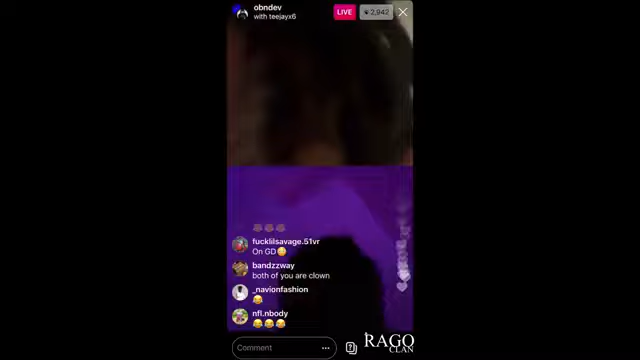 obndev
with teejayx6
LIVE
2,942
fucklilsavage.51vr
On GD
bandzzway
both of you are clown
_navionfashion
nfl.nbody
Comment
RAGO
CLAN